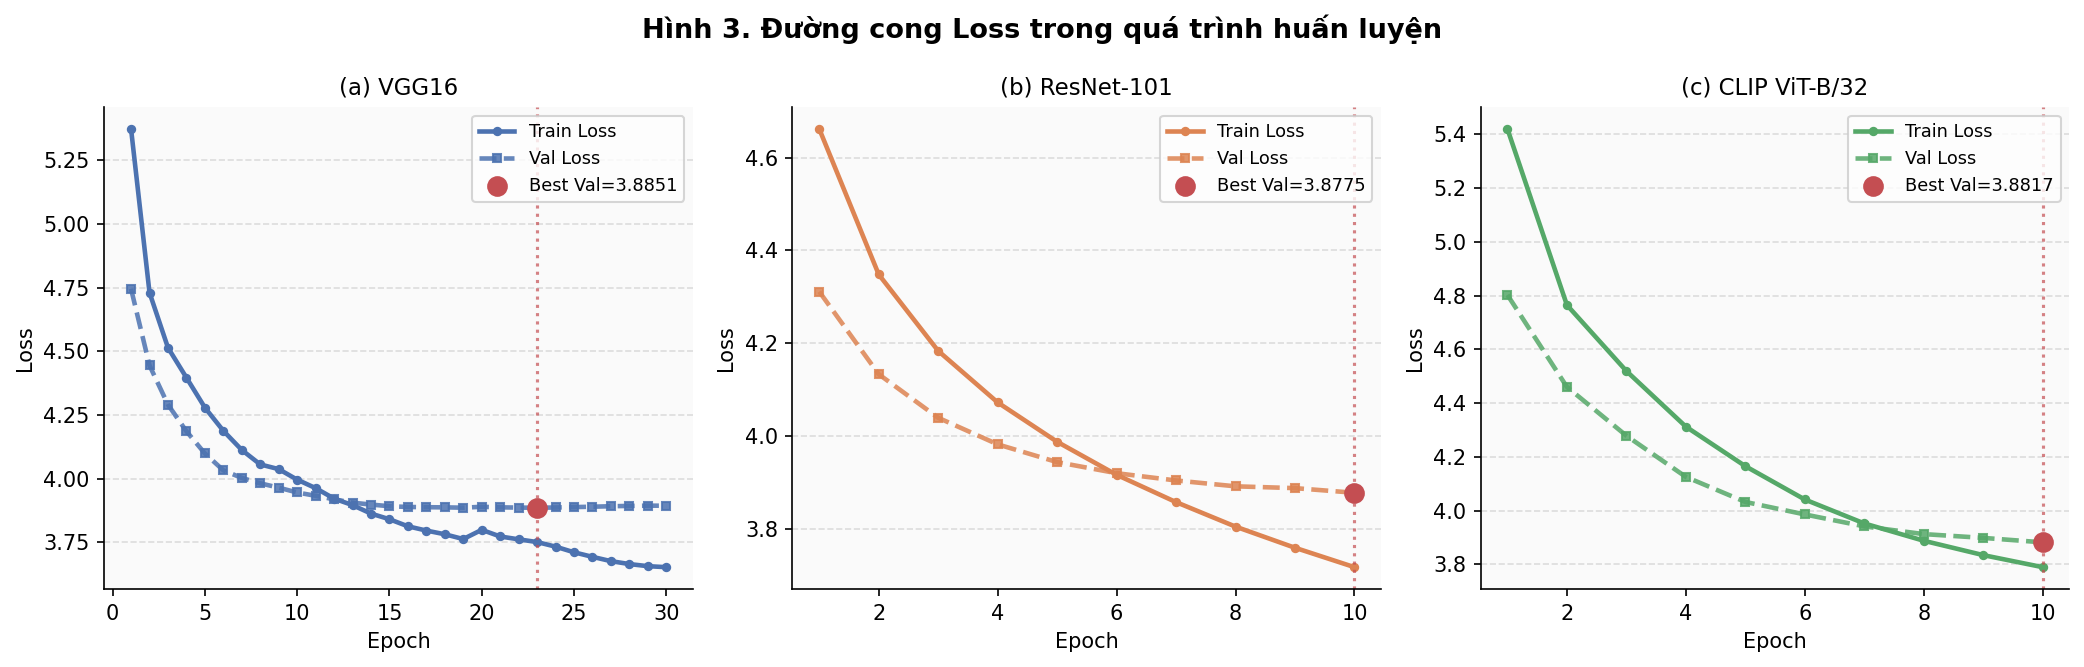 Hình 3. Đường cong Loss trong quá trình huấn luyện
(a) VGG16
Train Loss
Val Loss
Best Val=3.8851
5.25
5.00
4.75
4.50
4.25
4.00
3.75
Loss
0 5 10 15 20 25 30
Epoch
(b) ResNet-101
Train Loss
Val Loss
Best Val=3.8775
4.6
4.4
4.2
4.0
3.8
Loss
2 4 6 8 10
Epoch
(c) CLIP ViT-B/32
Train Loss
Val Loss
Best Val=3.8817
5.4
5.2
5.0
4.8
4.6
4.4
4.2
4.0
3.8
Loss
2 4 6 8 10
Epoch